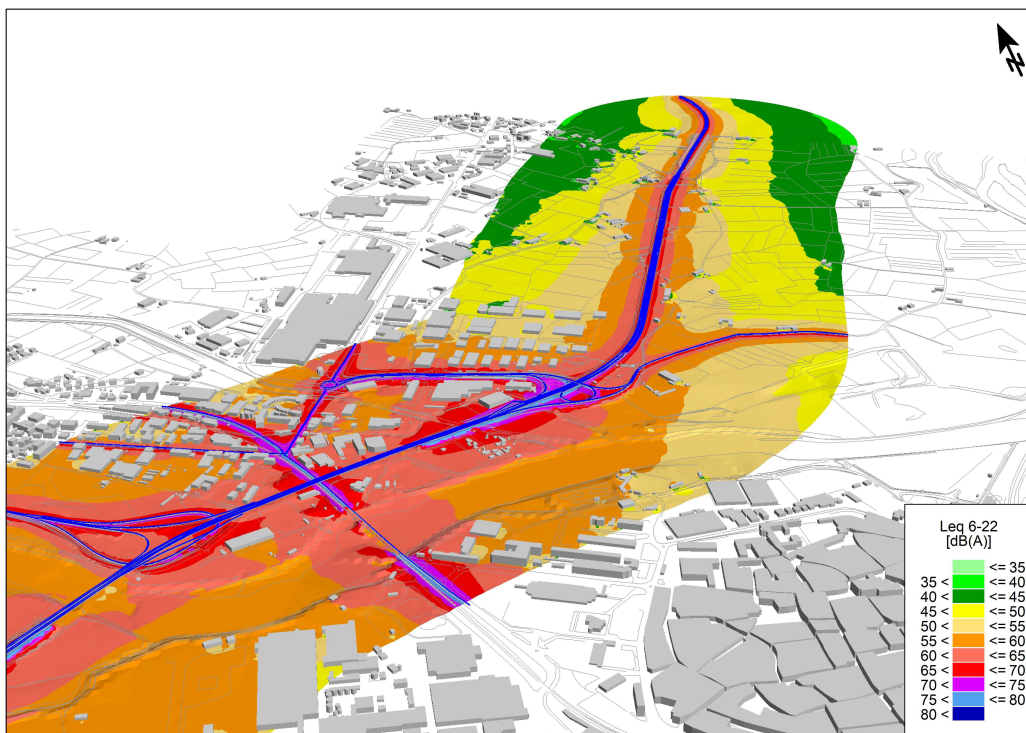 N
Leq 6-22
[dB(A)]
<= 35
35 < <= 40
40 < <= 45
45 < <= 50
50 < <= 55
55 < <= 60
60 < <= 65
65 < <= 70
70 < <= 75
75 < <= 80
80 <